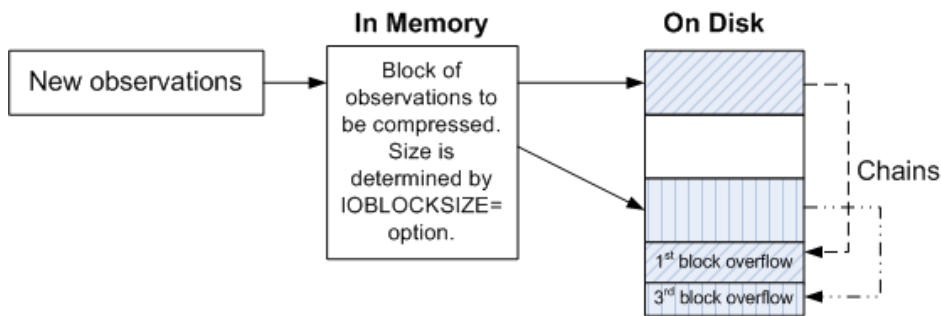 In Memory
On Disk
New observations
Block of
observations to
be compressed.
Size is
determined by
IOBLOCKSIZE=
option.
Chains
1st block overflow
3rd block overflow